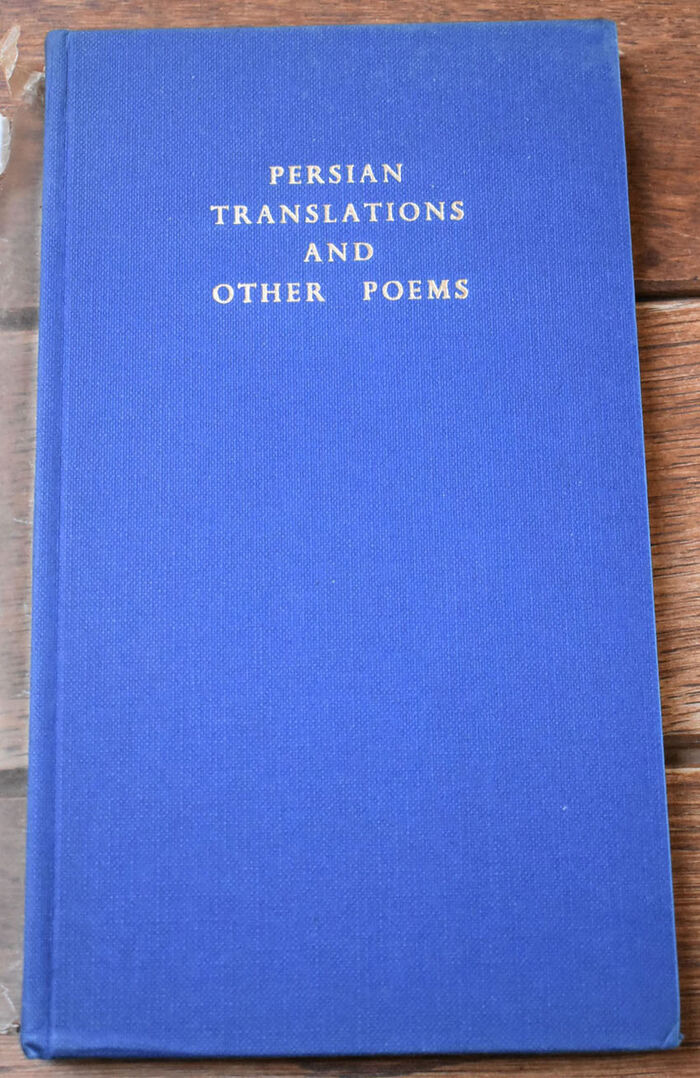 PERSIAN
TRANSLATIONS
AND
OTHER POEMS